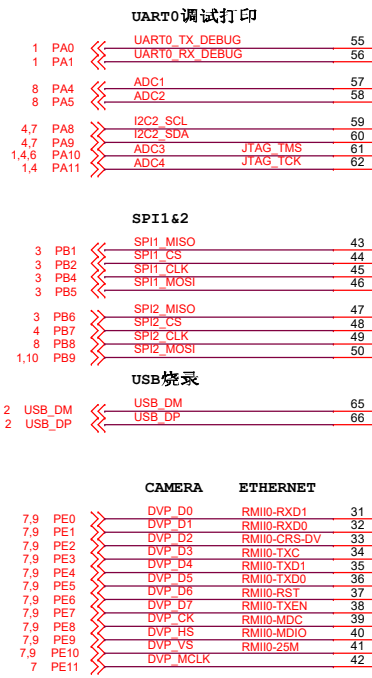 UART0调试打印
1 PA0 UART0_TX_DEBUG 55
1 PA1 UART0_RX_DEBUG 56
8 PA4 ADC1 57
8 PA5 ADC2 58
4,7 PA8 I2C2_SCL 59
4,7 PA9 I2C2_SDA 60
1,4,6 PA10 ADC3 JTAG_TMS 61
1,4 PA11 ADC4 JTAG_TCK 62
SPI1&2
3 PB1 SPI1_MISO 43
3 PB2 SPI1_CS 44
3 PB4 SPI1_CLK 45
3 PB5 SPI1_MOSI 46
3 PB6 SPI2_MISO 47
4 PB7 SPI2_CS 48
8 PB8 SPI2_CLK 49
1,10 PB9 SPI2_MOSI 50
USB烧录
2 USB_DM USB_DM 65
2 USB_DP USB_DP 66
CAMERA ETHERNET
7,9 PE0 DVP_D0 RMII0-RXD1 31
7,9 PE1 DVP_D1 RMII0-RXD0 32
7,9 PE2 DVP_D2 RMII0-CRS-DV 33
7,9 PE3 DVP_D3 RMII0-TXC 34
7,9 PE4 DVP_D4 RMII0-TXD1 35
7,9 PE5 DVP_D5 RMII0-TXD0 36
7,9 PE6 DVP_D6 RMII0-RST 37
7,9 PE7 DVP_D7 RMII0-TXEN 38
7,9 PE8 DVP_CK RMII0-MDC 39
7,9 PE9 DVP_HS RMII0-MDIO 40
7,9 PE10 DVP_VS RMII0-25M 41
7 PE11 DVP_MCLK 42